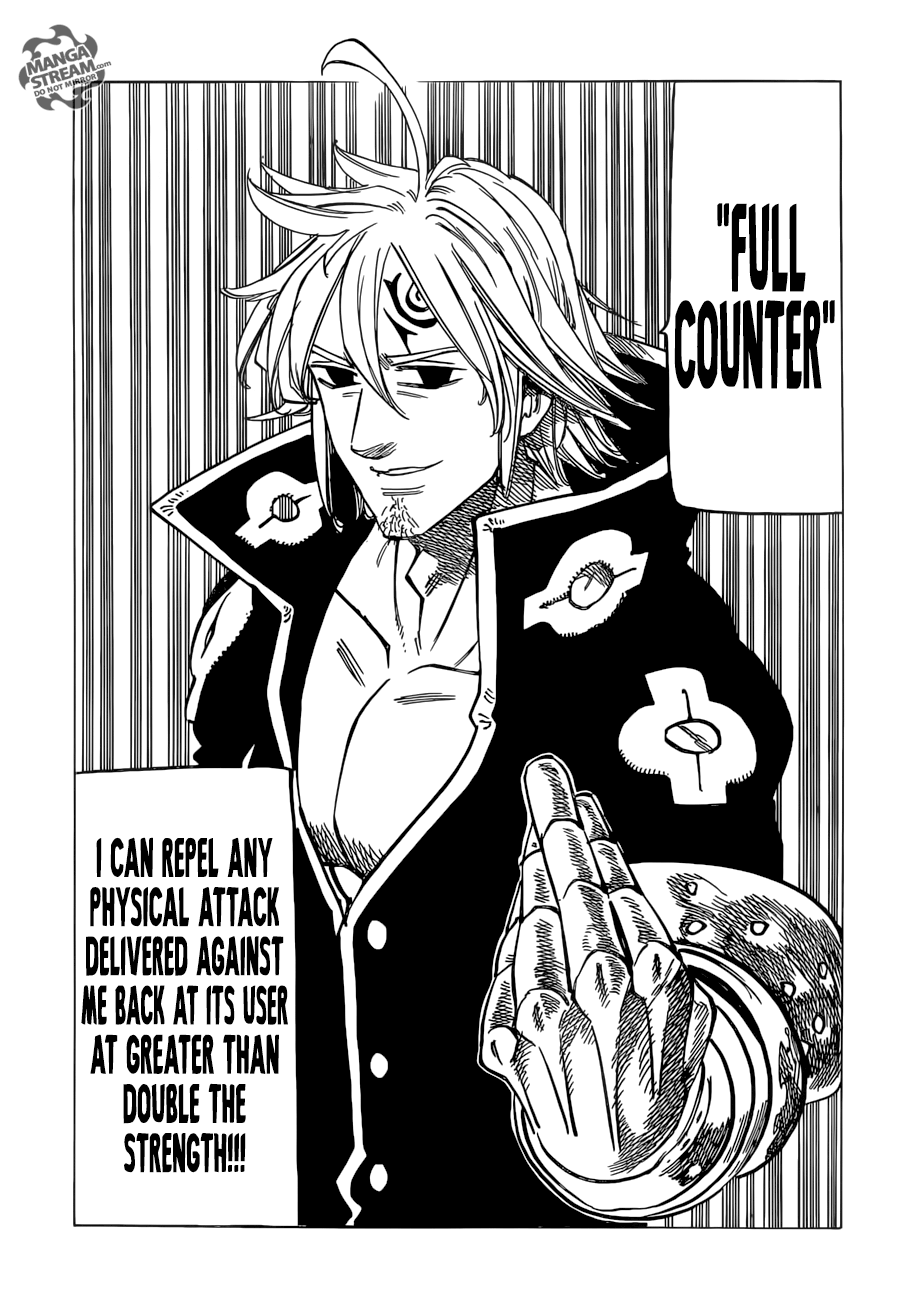 MANGA
STREAM.com
DO NOT MIRROR
"FULL
COUNTER"
I CAN REPEL ANY
PHYSICAL ATTACK
DELIVERED AGAINST
ME BACK AT ITS USER
AT GREATER THAN
DOUBLE THE
STRENGTH!!!